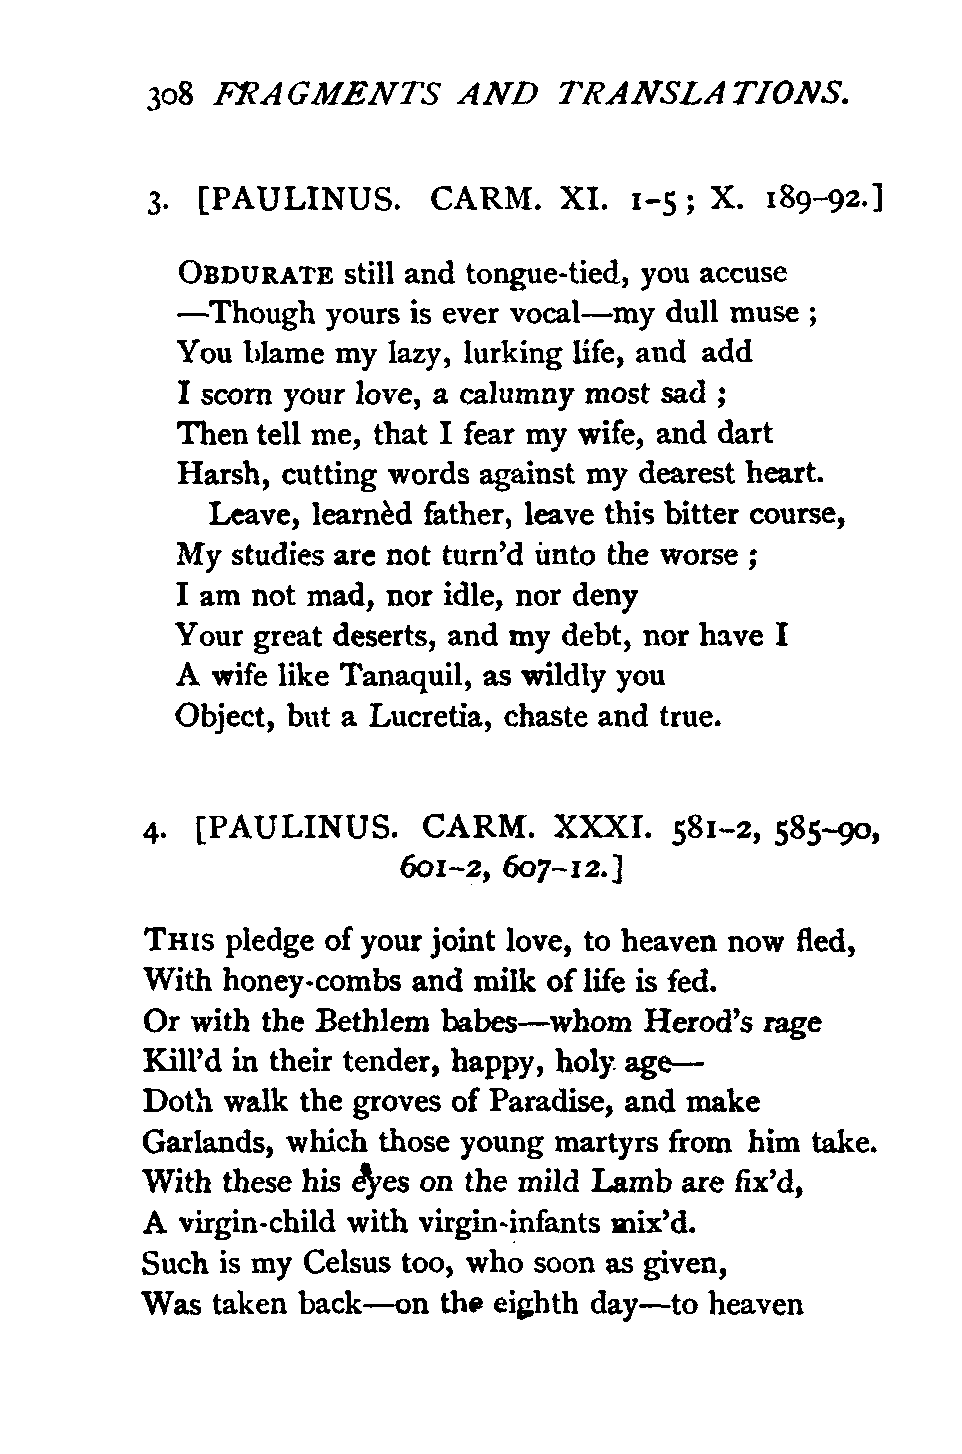 308 FRAGMENTS AND TRANSLATIONS.
3. [PAULINUS. CARM. XI. 1-5; X. 189-92.]
OBDURATE still and tongue-tied, you accuse
—Though yours is ever vocal—my dull muse ;
You blame my lazy, lurking life, and add
I scorn your love, a calumny most sad ;
Then tell me, that I fear my wife, and dart
Harsh, cutting words against my dearest heart.
Leave, learnèd father, leave this bitter course,
My studies are not turn'd unto the worse ;
I am not mad, nor idle, nor deny
Your great deserts, and my debt, nor have I
A wife like Tanaquil, as wildly you
Object, but a Lucretia, chaste and true.
4. [PAULINUS. CARM. XXXI. 581-2, 585-90,
601-2, 607-12.]
THIS pledge of your joint love, to heaven now fled,
With honey-combs and milk of life is fed.
Or with the Bethlem babes—whom Herod's rage
Kill'd in their tender, happy, holy age—
Doth walk the groves of Paradise, and make
Garlands, which those young martyrs from him take.
With these his eyes on the mild Lamb are fix'd,
A virgin-child with virgin-infants mix'd.
Such is my Celsus too, who soon as given,
Was taken back—on the eighth day—to heaven